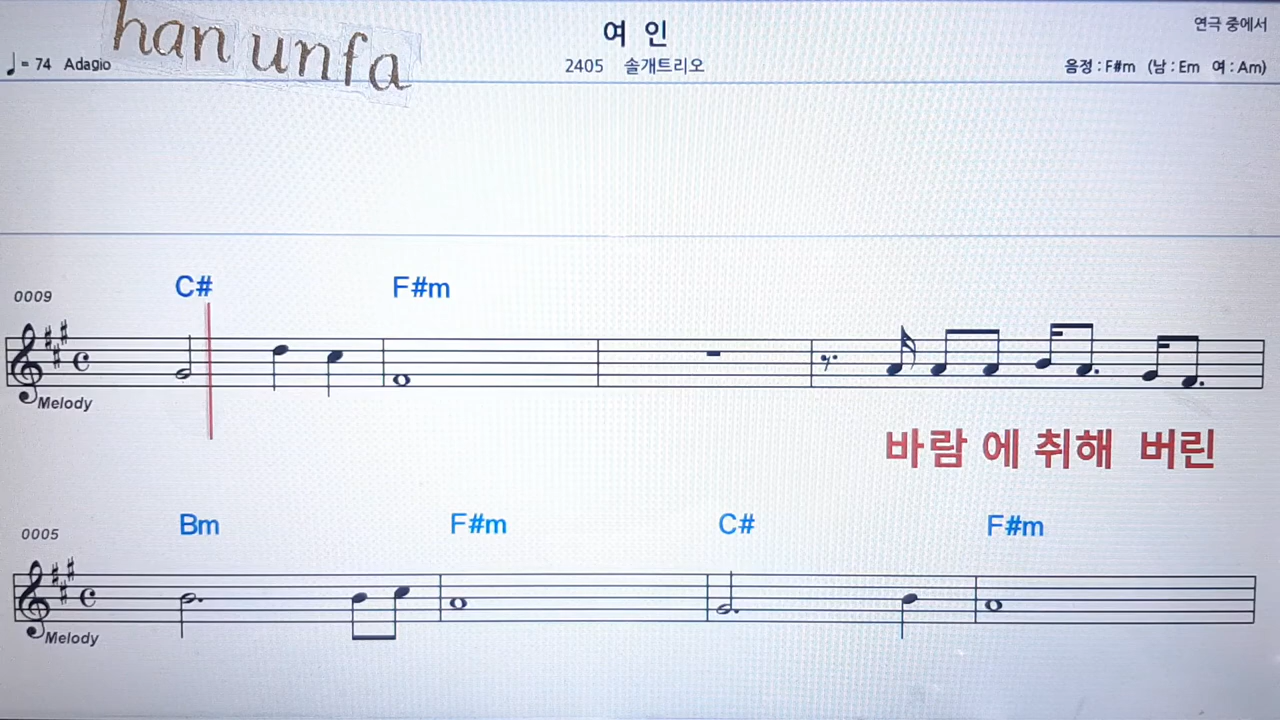 han unfa
여 인
연극 중에서
♩= 74 Adagio
2405 솔개트리오
음정 : F#m (남 : Em 여 : Am)
C# F#m
0009
Melody
바람 에 취해 버린
Bm F#m C# F#m
0005
Melody